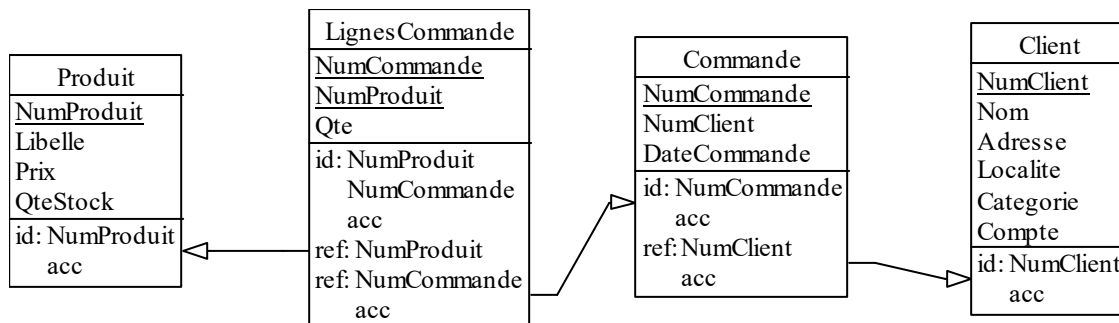 Produit
NumProduit
Libelle
Prix
QteStock
id: NumProduit
acc
LignesCommande
NumCommande
NumProduit
Qte
id: NumProduit
NumCommande
acc
ref: NumProduit
ref: NumCommande
acc
Commande
NumCommande
NumClient
DateCommande
id: NumCommande
acc
ref: NumClient
acc
Client
NumClient
Nom
Adresse
Localite
Categorie
Compte
id: NumClient
acc